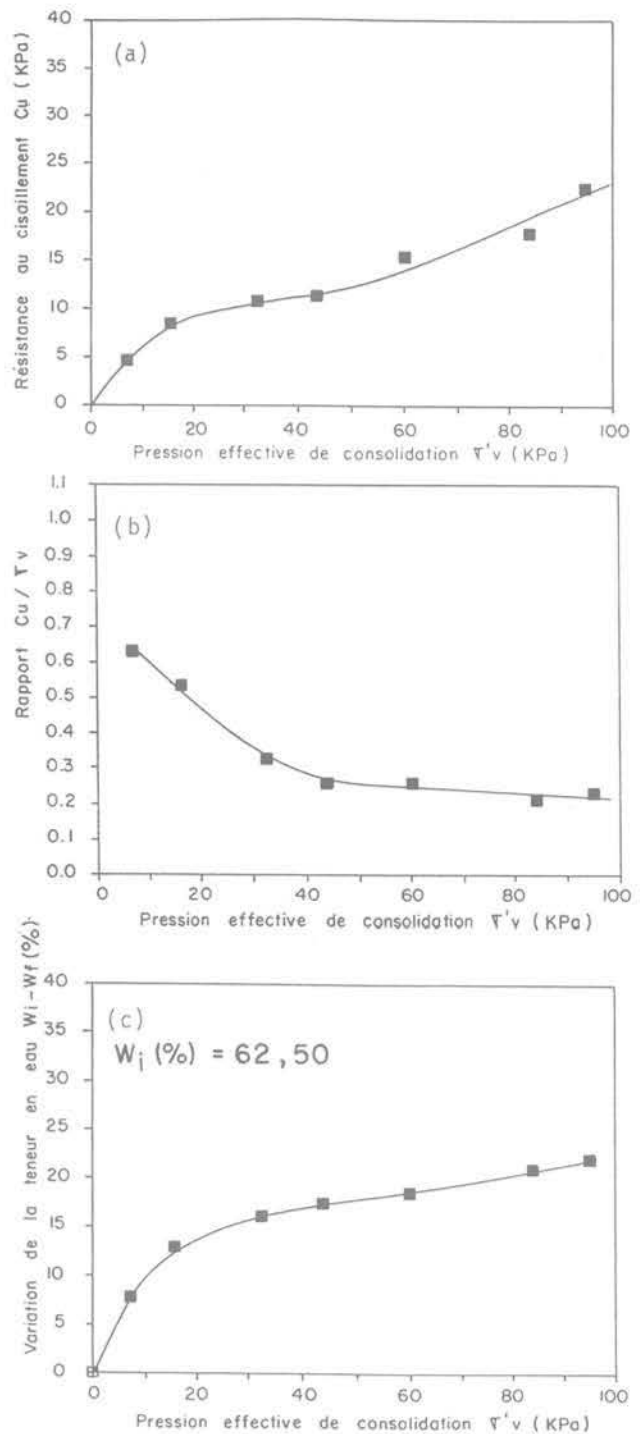 (a)
Résistance au cisaillement Cμ (KPa)
40
35
30
25
20
15
10
5
0
0 20 40 60 80 100
Pression effective de consolidation ∇'v (KPa)
(b)
Rapport Cu / ∇v
1.1
1.0
0.9
0.8
0.7
0.6
0.5
0.4
0.3
0.2
0.1
0.0
0 20 40 60 80 100
Pression effective de consolidation ∇'v (KPa)
(c)
Wi (%) = 62,50
Variation de la teneur en eau Wi-Wf (%)
40
35
30
25
20
15
10
5
0
0 20 40 60 80 100
Pression effective de consolidation ∇'v (KPa)